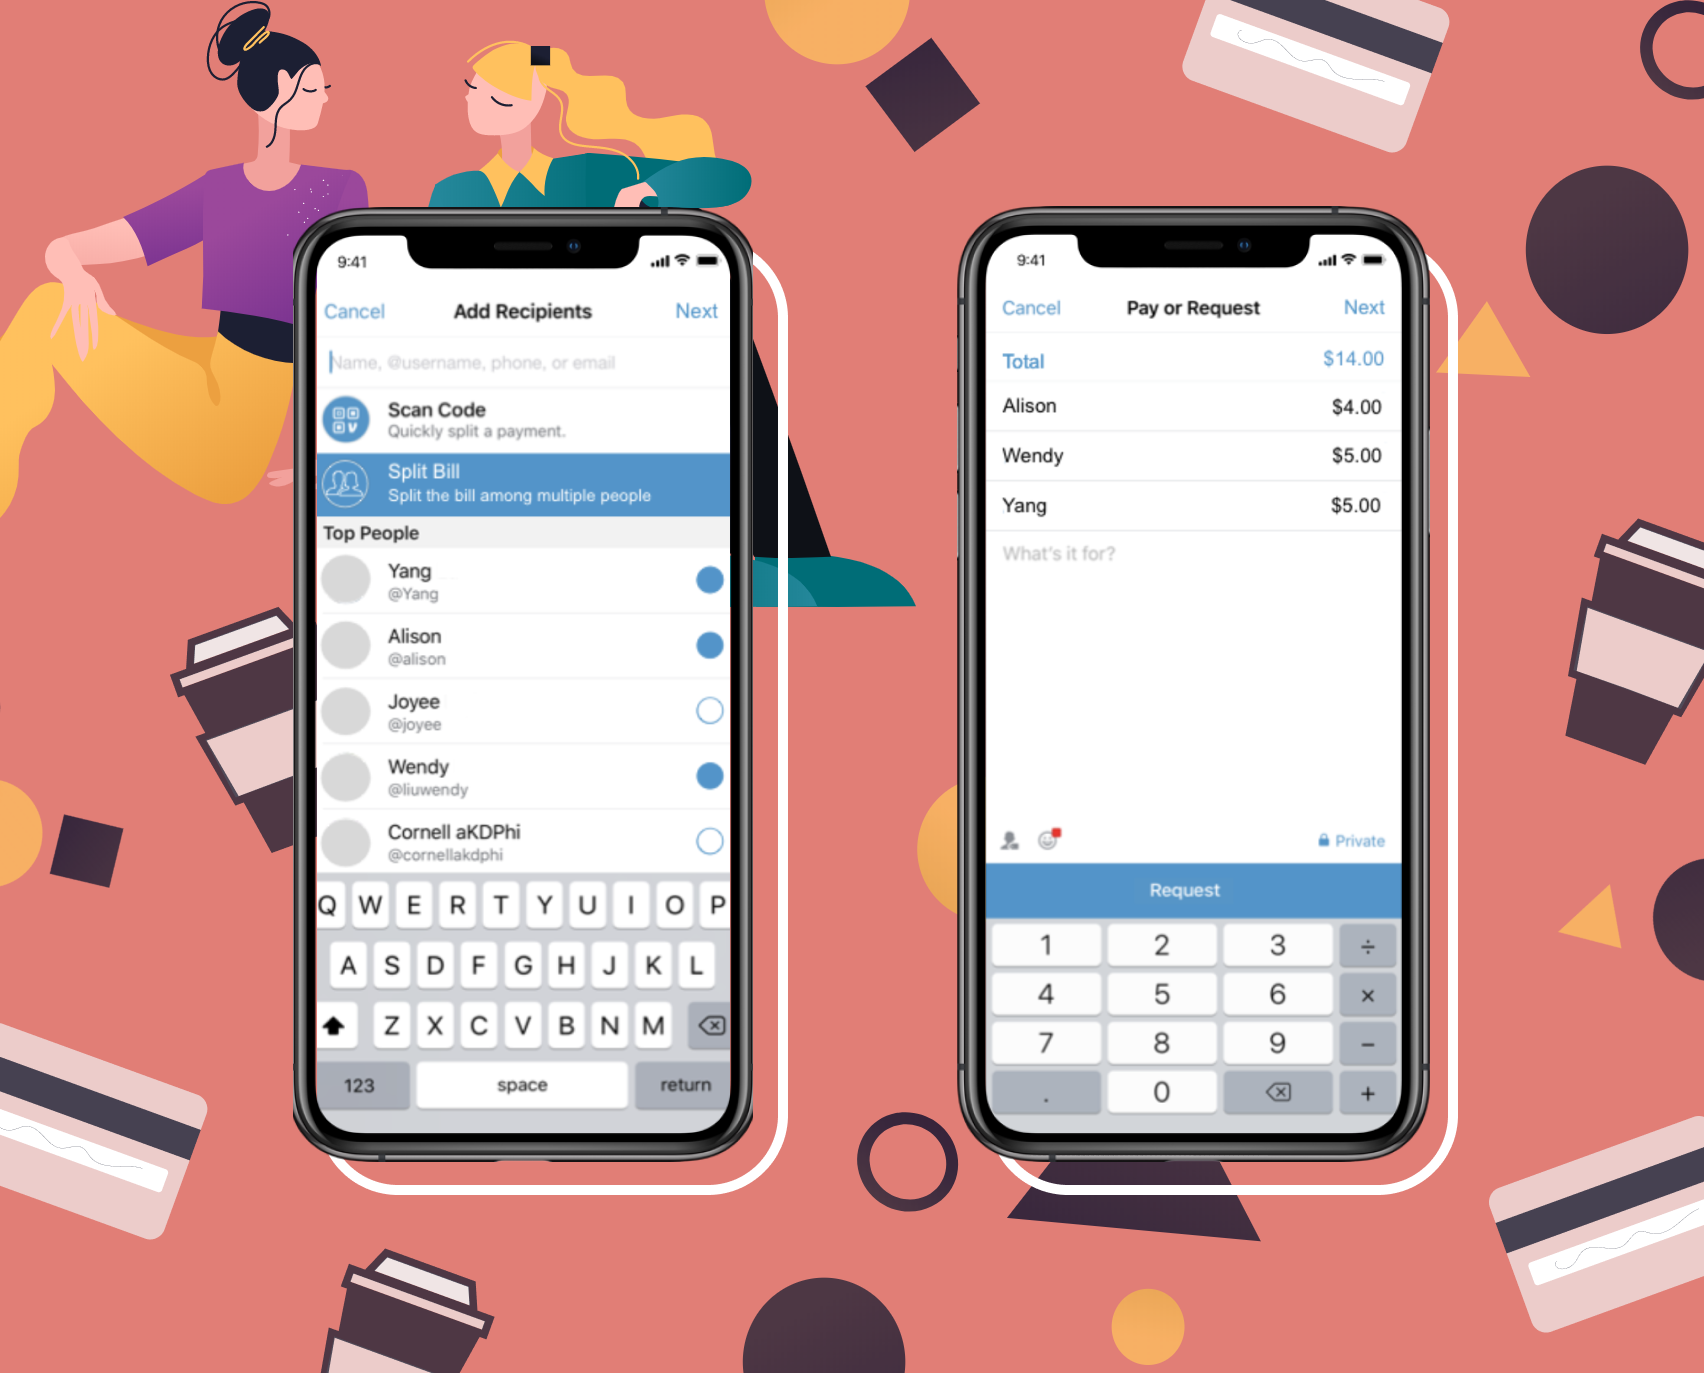 9:41
Cancel Add Recipients Next
Name, @username, phone, or email
Scan Code
Quickly split a payment.
Split Bill
Split the bill among multiple people
Top People
Yang
@Yang
Alison
@alison
Joyee
@joyee
Wendy
@liuwendy
Cornell aKDPhi
@cornellakdphi
Q W E R T Y U I O P
A S D F G H J K L
Z X C V B N M
123 space return
9:41
Cancel Pay or Request Next
Total $14.00
Alison $4.00
Wendy $5.00
Yang $5.00
What's it for?
Private
Request
1 2 3 ÷
4 5 6 ×
7 8 9 −
. 0 +